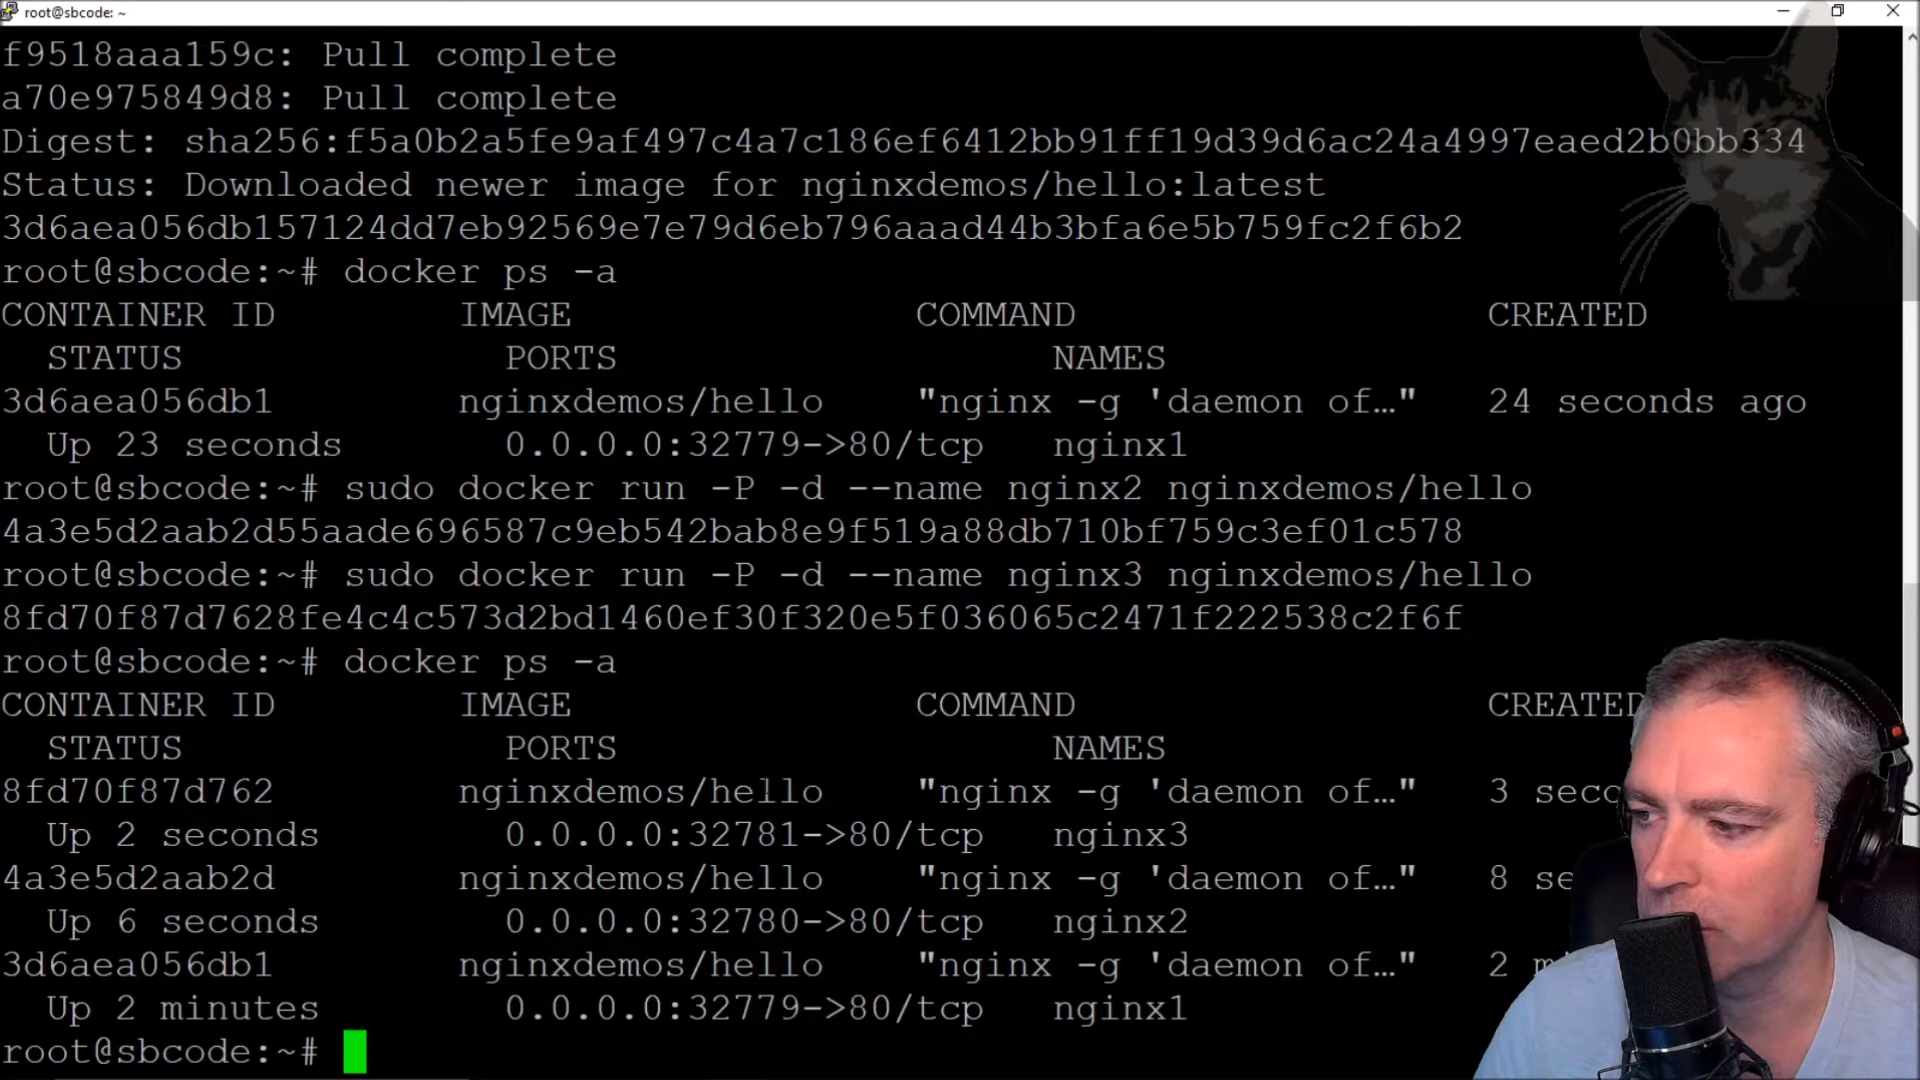 root@sbcode: ~
f9518aaa159c: Pull complete
a70e975849d8: Pull complete
Digest: sha256:f5a0b2a5fe9af497c4a7c186ef6412bb91ff19d39d6ac24a4997eaed2b0bb334
Status: Downloaded newer image for nginxdemos/hello:latest
3d6aea056db157124dd7eb92569e7e79d6eb796aaad44b3bfa6e5b759fc2f6b2
root@sbcode:~# docker ps -a
CONTAINER ID IMAGE COMMAND CREATED
STATUS PORTS NAMES
3d6aea056db1 nginxdemos/hello "nginx -g 'daemon of…" 24 seconds ago
Up 23 seconds 0.0.0.0:32779->80/tcp nginx1
root@sbcode:~# sudo docker run -P -d --name nginx2 nginxdemos/hello
4a3e5d2aab2d55aade696587c9eb542bab8e9f519a88db710bf759c3ef01c578
root@sbcode:~# sudo docker run -P -d --name nginx3 nginxdemos/hello
8fd70f87d7628fe4c4c573d2bd1460ef30f320e5f036065c2471f222538c2f6f
root@sbcode:~# docker ps -a
CONTAINER ID IMAGE COMMAND CREATED
STATUS PORTS NAMES
8fd70f87d762 nginxdemos/hello "nginx -g 'daemon of…" 3
Up 2 seconds 0.0.0.0:32781->80/tcp nginx3
4a3e5d2aab2d nginxdemos/hello "nginx -g 'daemon of…" 8
Up 6 seconds 0.0.0.0:32780->80/tcp nginx2
3d6aea056db1 nginxdemos/hello "nginx -g 'daemon of…" 2
Up 2 minutes 0.0.0.0:32779->80/tcp nginx1
root@sbcode:~#